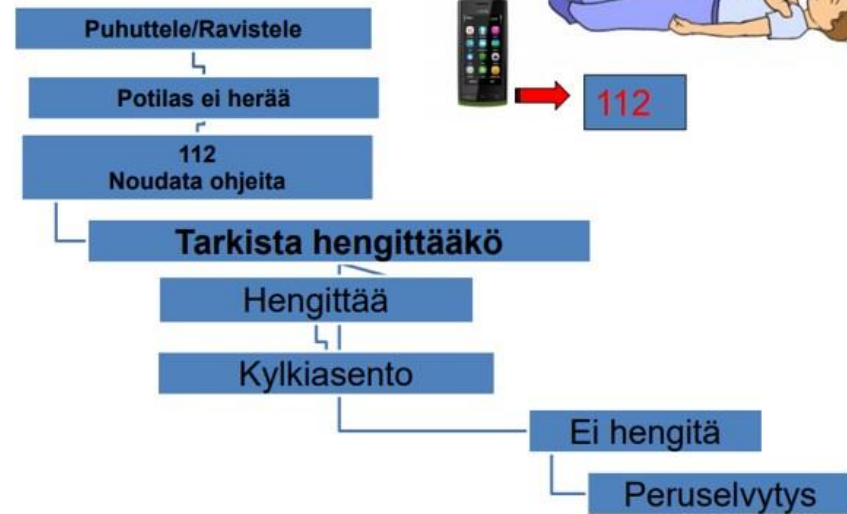 Puhuttele/Ravistele
Potilas ei herää
112
112
Noudata ohjeita
Tarkista hengittääkö
Hengittää
Kylkiasento
Ei hengitä
Peruselvytys